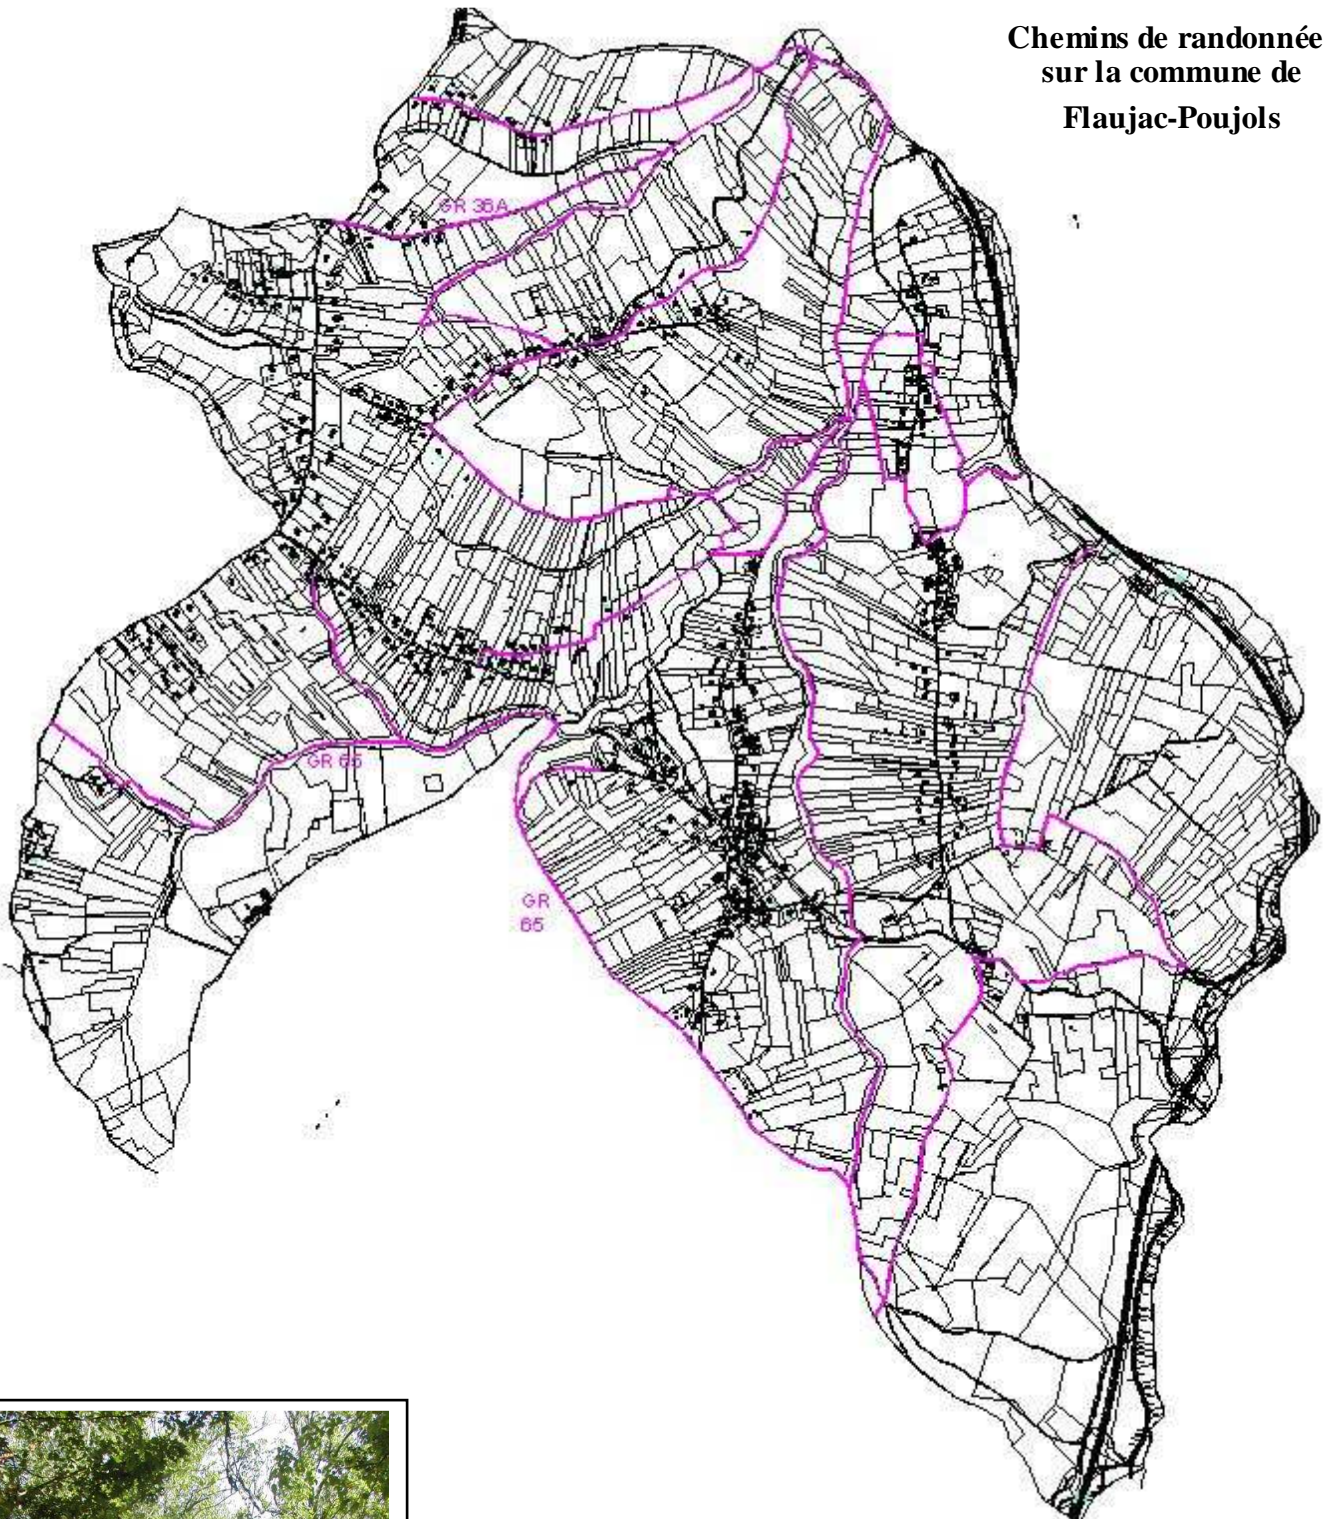 Chemins de randonnée
sur la commune de
Flaujac-Poujols
GR 36A
GR 65
GR
65